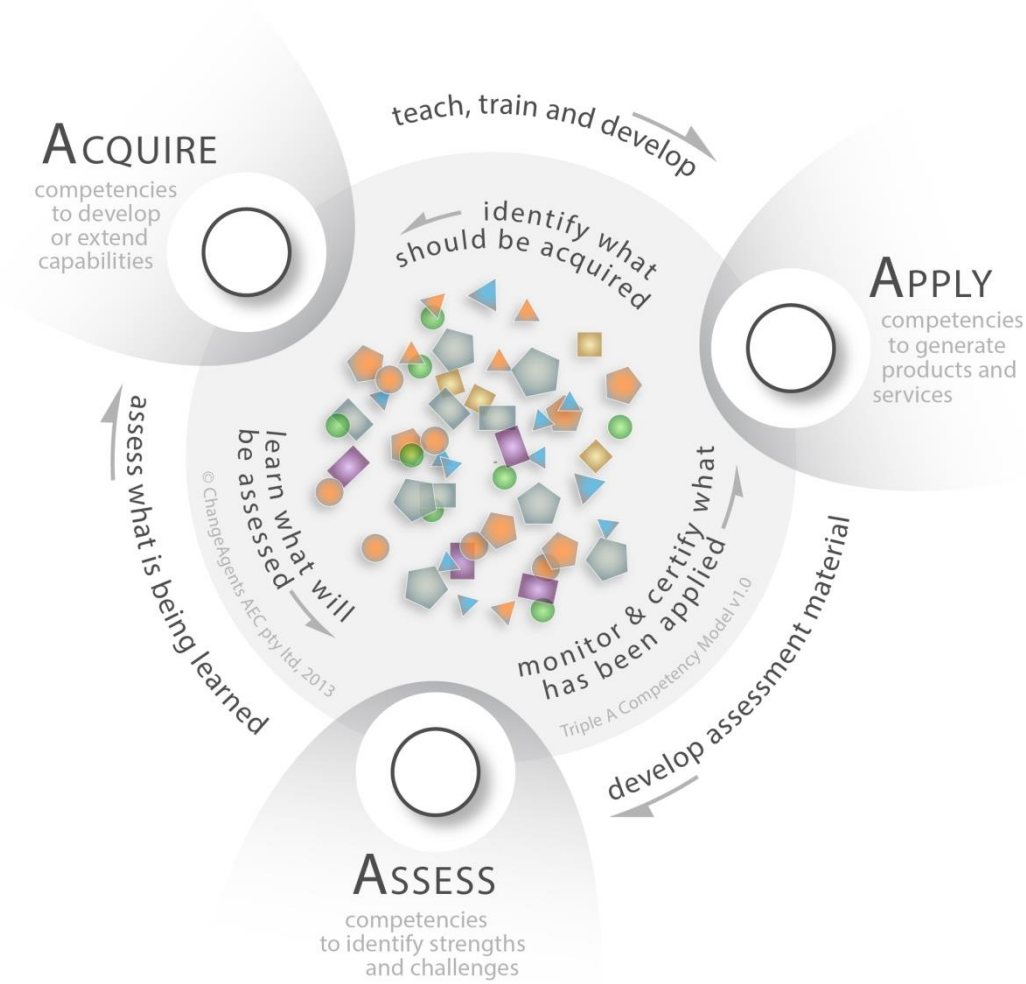 teach, train and develop
ACQUIRE
competencies
to develop
or extend
capabilities
identify what
should be acquired
APPLY
competencies
to generate
products and
services
assess what is being learned
learn what will
be assessed
© ChangeAgents AEC pty ltd, 2013
monitor & certify what
has been applied
Triple A Competency Model v1.0
develop assessment material
ASSESS
competencies
to identify strengths
and challenges